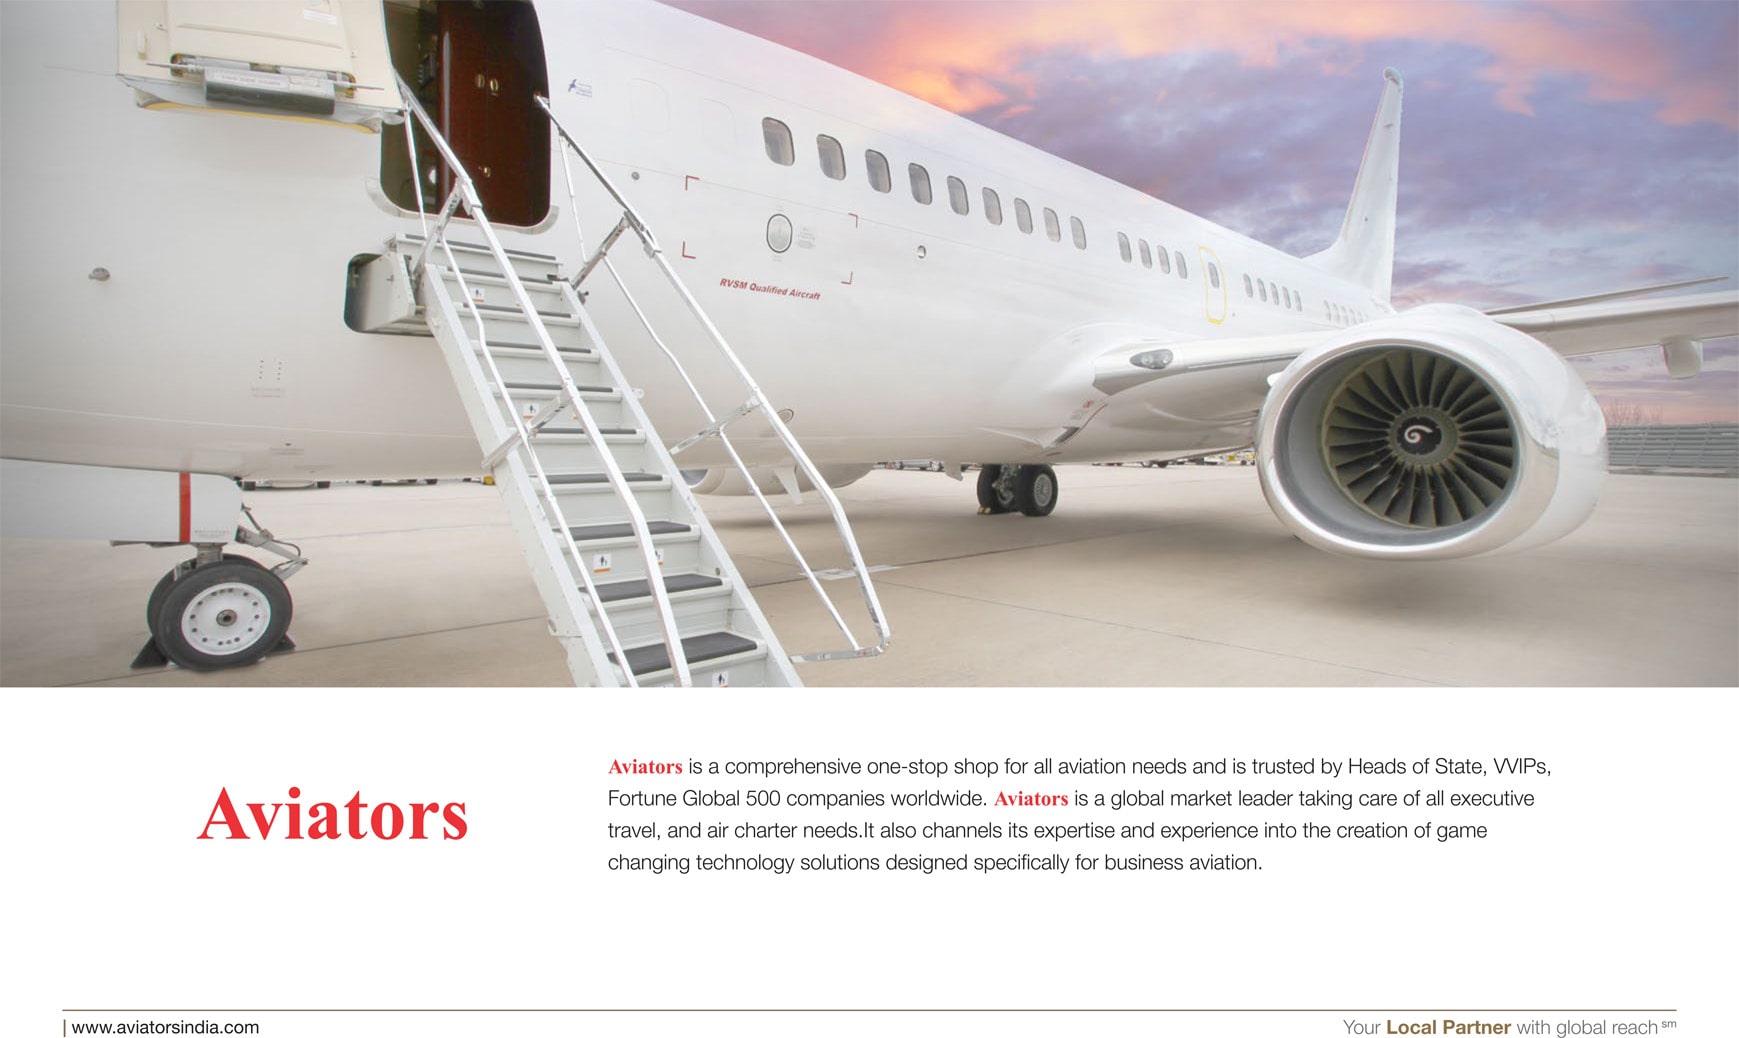 RVSM Qualified Aircraft
Aviators
Aviators is a comprehensive one-stop shop for all aviation needs and is trusted by Heads of State, VVIPs,
Fortune Global 500 companies worldwide. Aviators is a global market leader taking care of all executive
travel, and air charter needs.It also channels its expertise and experience into the creation of game
changing technology solutions designed specifically for business aviation.
| www.aviatorsindia.com
Your Local Partner with global reach sm